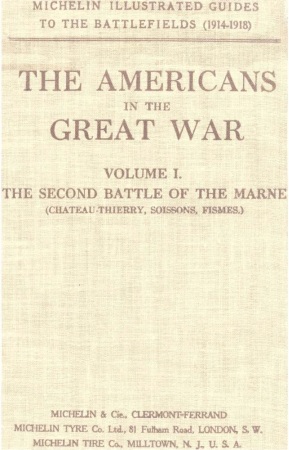 MICHELIN ILLUSTRATED GUIDES
TO THE BATTLEFIELDS (1914-1918)
THE AMERICANS
IN THE
GREAT WAR
VOLUME I.
THE SECOND BATTLE OF THE MARNE
(CHATEAU-THIERRY, SOISSONS, FISMES.)
MICHELIN & Cie., CLERMONT-FERRAND
MICHELIN TYRE Co. Ltd., 81 Fulham Road, LONDON, S. W.
MICHELIN TIRE Co., MILLTOWN, N. J., U. S. A.